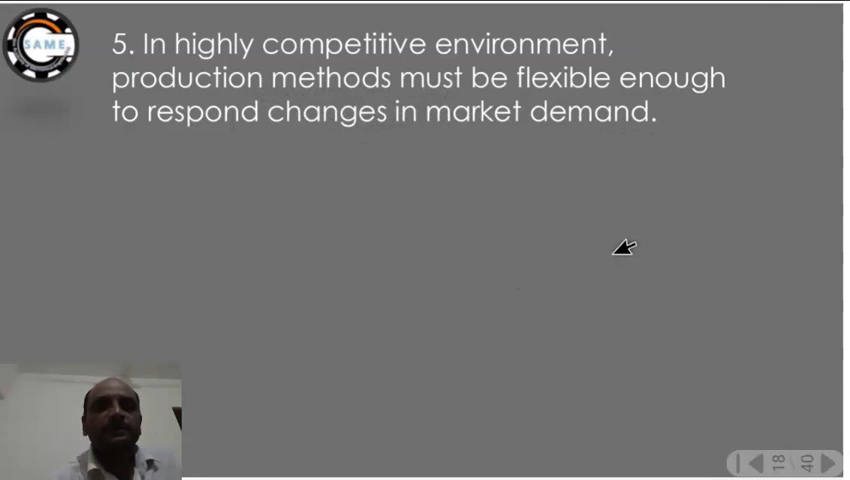 SAME
5. In highly competitive environment,
production methods must be flexible enough
to respond changes in market demand.
18
40